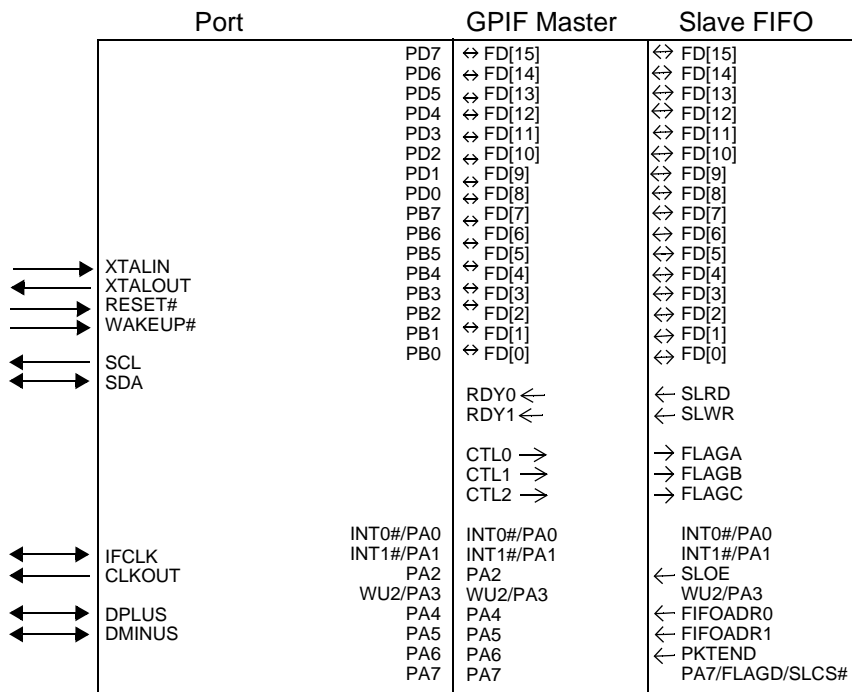 Port GPIF Master Slave FIFO
PD7 FD[15] FD[15]
PD6 FD[14] FD[14]
PD5 FD[13] FD[13]
PD4 FD[12] FD[12]
PD3 FD[11] FD[11]
PD2 FD[10] FD[10]
PD1 FD[9] FD[9]
PD0 FD[8] FD[8]
PB7 FD[7] FD[7]
PB6 FD[6] FD[6]
PB5 FD[5] FD[5]
XTALIN PB4 FD[4] FD[4]
XTALOUT PB3 FD[3] FD[3]
RESET# PB2 FD[2] FD[2]
WAKEUP# PB1 FD[1] FD[1]
SCL PB0 FD[0] FD[0]
SDA
RDY0 SLRD
RDY1 SLWR
CTL0 FLAGA
CTL1 FLAGB
CTL2 FLAGC
INT0#/PA0 INT0#/PA0 INT0#/PA0
IFCLK INT1#/PA1 INT1#/PA1 INT1#/PA1
CLKOUT PA2 PA2 SLOE
WU2/PA3 WU2/PA3 WU2/PA3
DPLUS PA4 PA4 FIFOADR0
DMINUS PA5 PA5 FIFOADR1
PA6 PA6 PKTEND
PA7 PA7 PA7/FLAGD/SLCS#